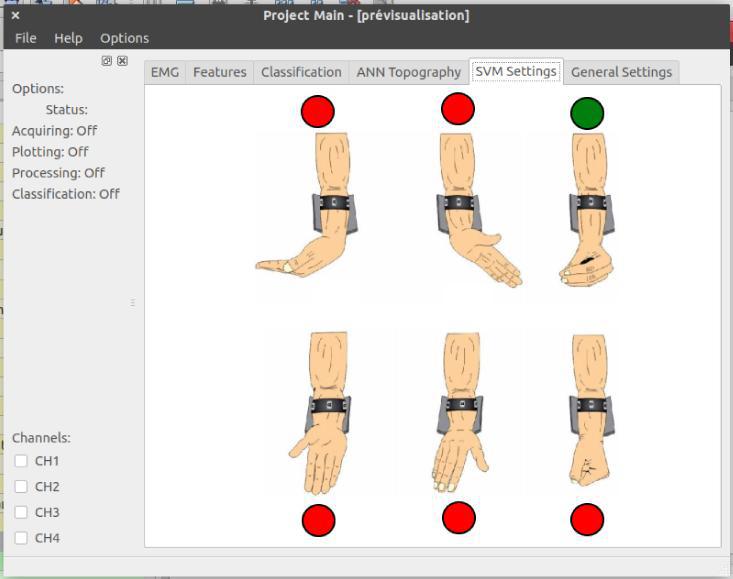 Project Main - [prévisualisation]
File Help Options
EMG Features Classification ANN Topography SVM Settings General Settings
Options:
Status:
Acquiring: Off
Plotting: Off
Processing: Off
Classification: Off
Channels:
CH1
CH2
CH3
CH4